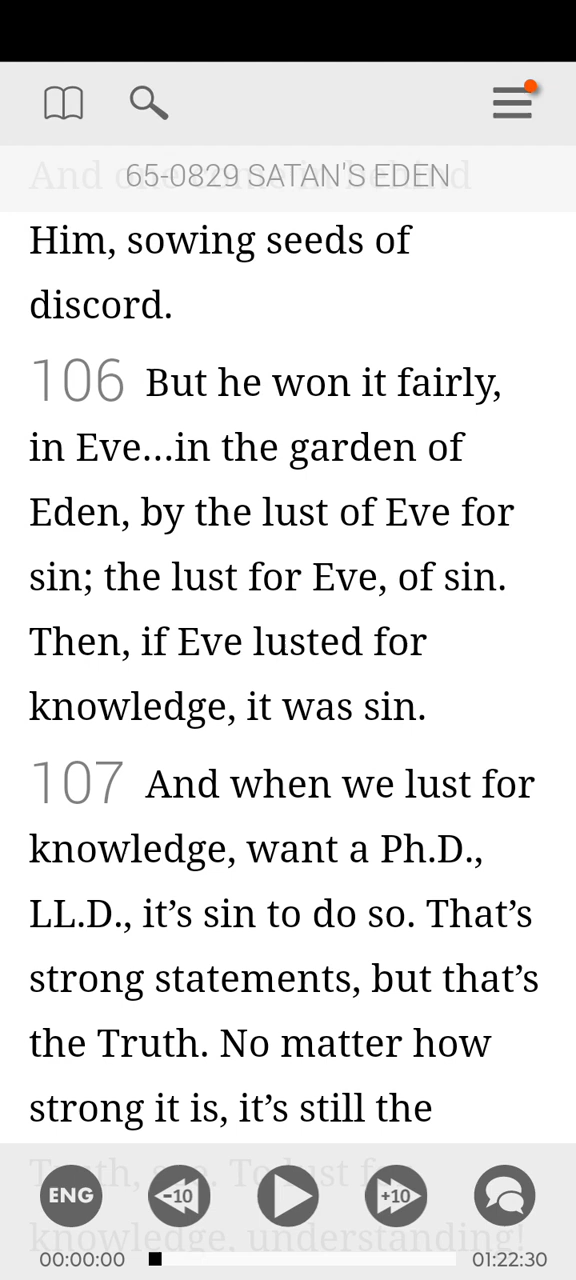 65-0829 SATAN'S EDEN
Him, sowing seeds of
discord.
106 But he won it fairly,
in Eve...in the garden of
Eden, by the lust of Eve for
sin; the lust for Eve, of sin.
Then, if Eve lusted for
knowledge, it was sin.
107 And when we lust for
knowledge, want a Ph.D.,
LL.D., it’s sin to do so. That’s
strong statements, but that’s
the Truth. No matter how
strong it is, it’s still the
ENG -10 +10
knowledge, understanding!
00:00:00 01:22:30